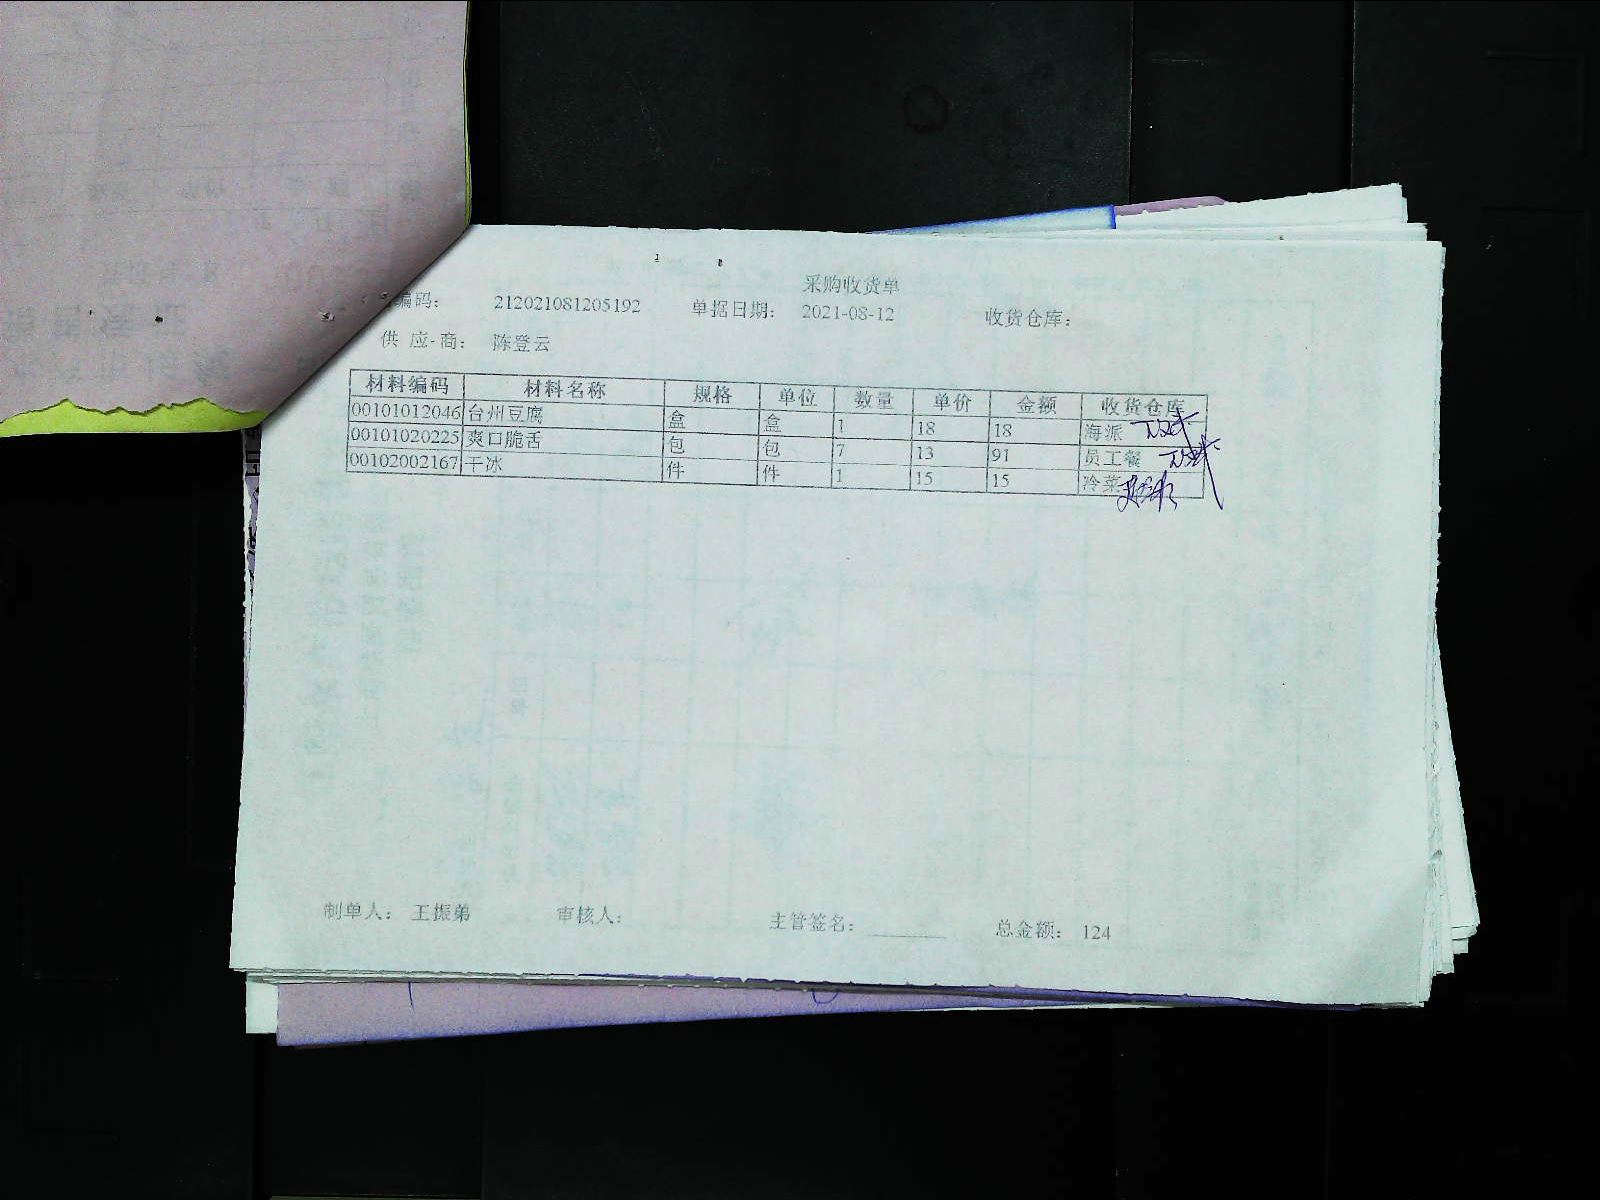 采购收货单
编码： 212021081205192 单据日期： 2021-08-12 收货仓库：
供 应 商： 陈登云
材料编码 材料名称 规格 单位 数量 单价 金额 收货仓库
00101012046 台州豆腐 盒 盒 1 18 18 海派
00101020225 爽口脆舌 包 包 7 13 91 员工餐
00102002167 干冰 件 件 1 15 15 冷菜
制单人： 王振弟 审核人： 主管签名： 总金额： 124